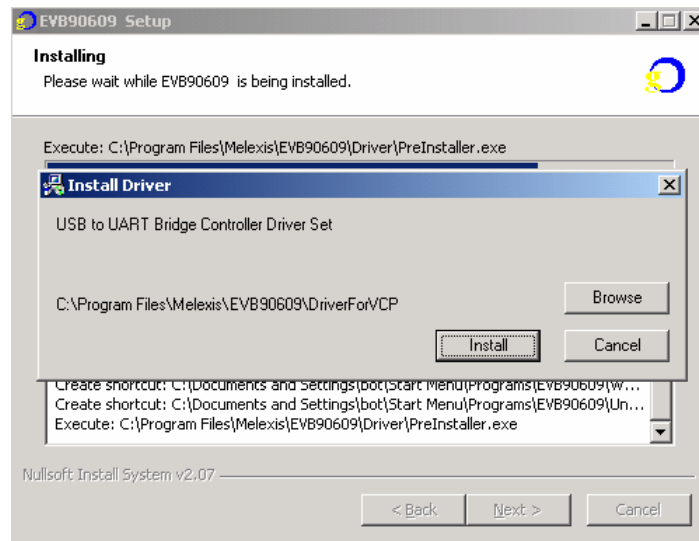 EVB90609 Setup
Installing
Please wait while EVB90609 is being installed.
Execute: C:\Program Files\Melexis\EVB90609\Driver\PreInstaller.exe
Install Driver
USB to UART Bridge Controller Driver Set
C:\Program Files\Melexis\EVB90609\DriverForVCP
Browse
Install
Cancel
Create shortcut: C:\Documents and Settings\bot\Start Menu\Programs\EVB90609\W...
Create shortcut: C:\Documents and Settings\bot\Start Menu\Programs\EVB90609\Un...
Execute: C:\Program Files\Melexis\EVB90609\Driver\PreInstaller.exe
Nullsoft Install System v2.07
< Back
Next >
Cancel